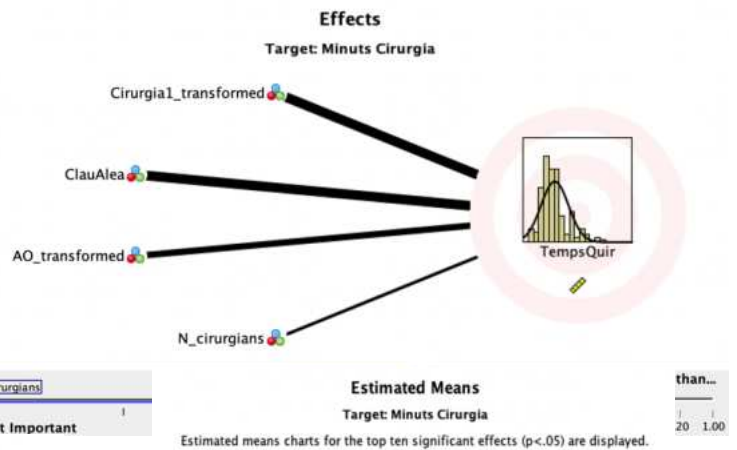 Effects
Target: Minuts Cirurgia
Cirurgia1_transformed
ClauAlea
AO_transformed
N_cirurgians
TempsQuir
Estimated Means
Target: Minuts Cirurgia
Estimated means charts for the top ten significant effects (p<.05) are displayed.
than...
1.00
Important